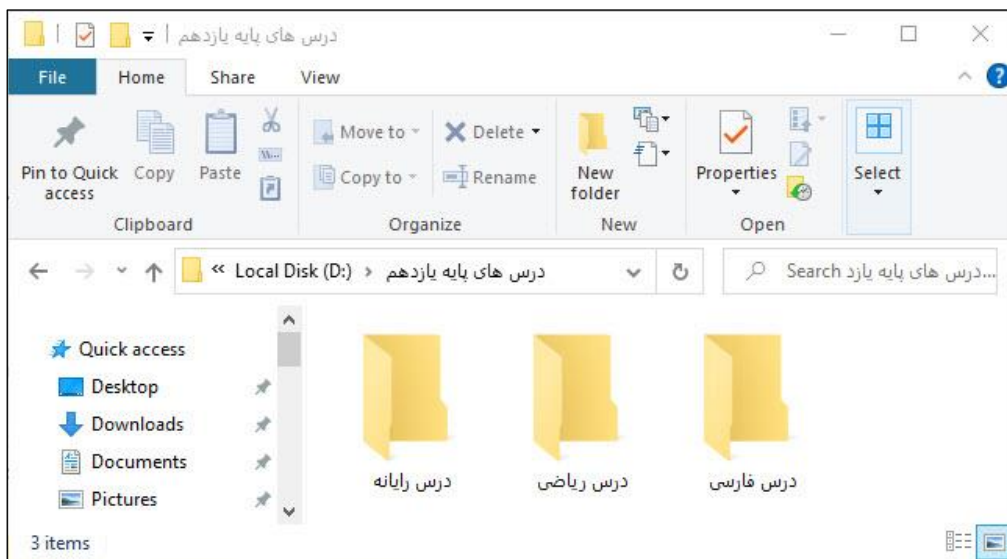 درس های پایه یازدهم
File Home Share View
Pin to Quick access
Copy
Paste
Move to
Copy to
Delete
Rename
New folder
Properties
Select
Clipboard Organize New Open
« Local Disk (D:) › درس های پایه یازدهم
Search درس های پایه یازد...
Quick access
Desktop
Downloads
Documents
Pictures
درس رایانه
درس ریاضی
درس فارسی
3 items